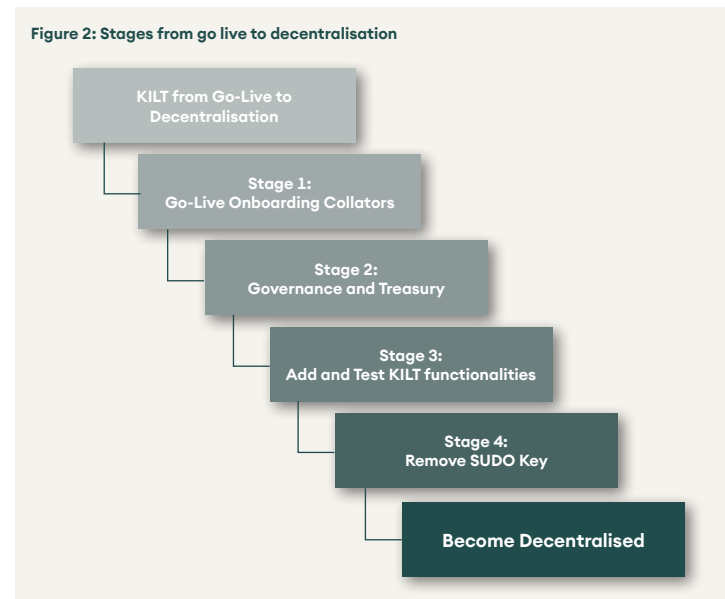 Figure 2: Stages from go live to decentralisation
KILT from Go-Live to
Decentralisation
Stage 1:
Go-Live Onboarding Collators
Stage 2:
Governance and Treasury
Stage 3:
Add and Test KILT functionalities
Stage 4:
Remove SUDO Key
Become Decentralised